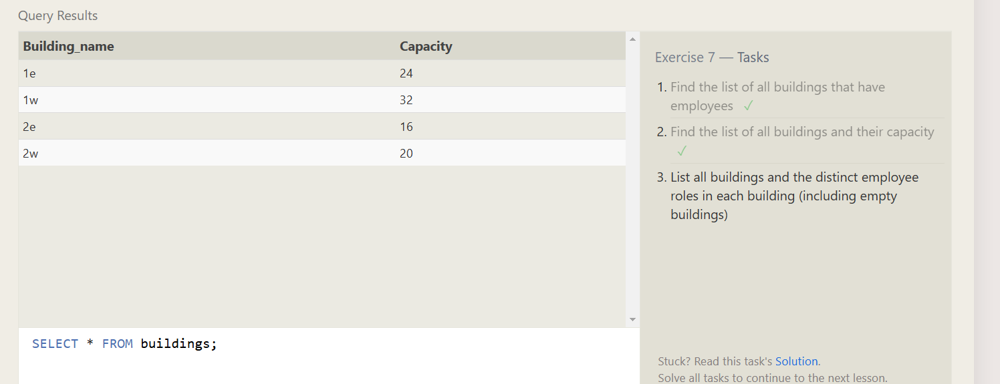 Query Results
Building_name Capacity
1e 24
1w 32
2e 16
2w 20
SELECT * FROM buildings;
Exercise 7 — Tasks
1. Find the list of all buildings that have
employees ✓
2. Find the list of all buildings and their capacity
✓
3. List all buildings and the distinct employee
roles in each building (including empty
buildings)
Stuck? Read this task's Solution.
Solve all tasks to continue to the next lesson.